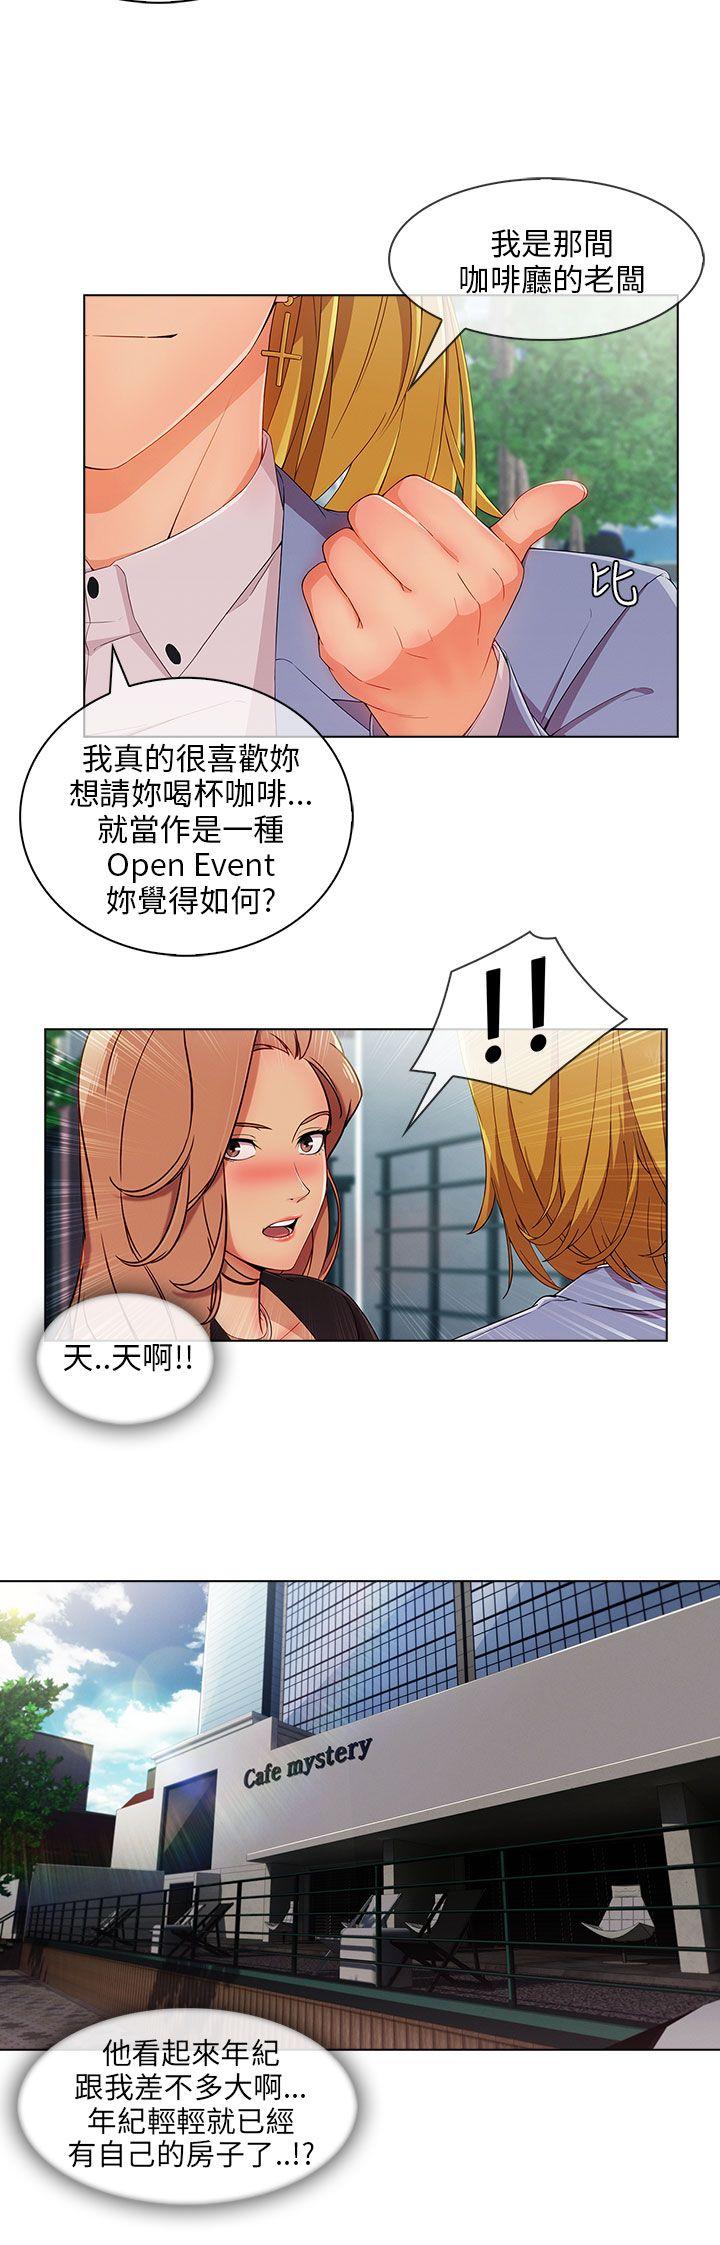 我是那間
咖啡廳的老闆
比
我真的很喜歡妳
想請妳喝杯咖啡...
就當作是一種
Open Event
妳覺得如何?
!!
天..天啊!!
Cafe mystery
他看起來年紀
跟我差不多大啊...
年紀輕輕就已經
有自己的房子了..!?